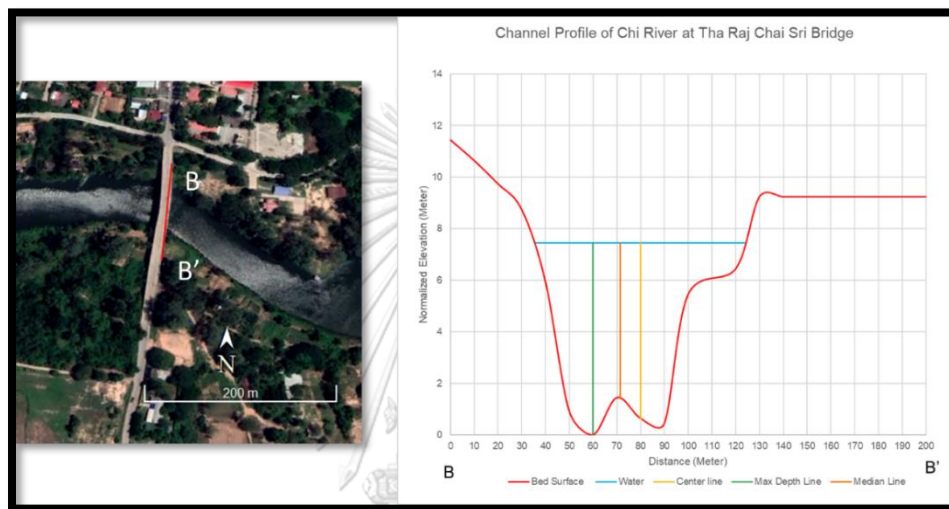 B
B'
N
200 m
Channel Profile of Chi River at Tha Raj Chai Sri Bridge
Normalized Elevation (Meter)
14
12
10
8
6
4
2
0
0 10 20 30 40 50 60 70 80 90 100 110 120 130 140 150 160 170 180 190 200
Distance (Meter)
B B'
Bed Surface Water Center line Max Depth Line Median Line